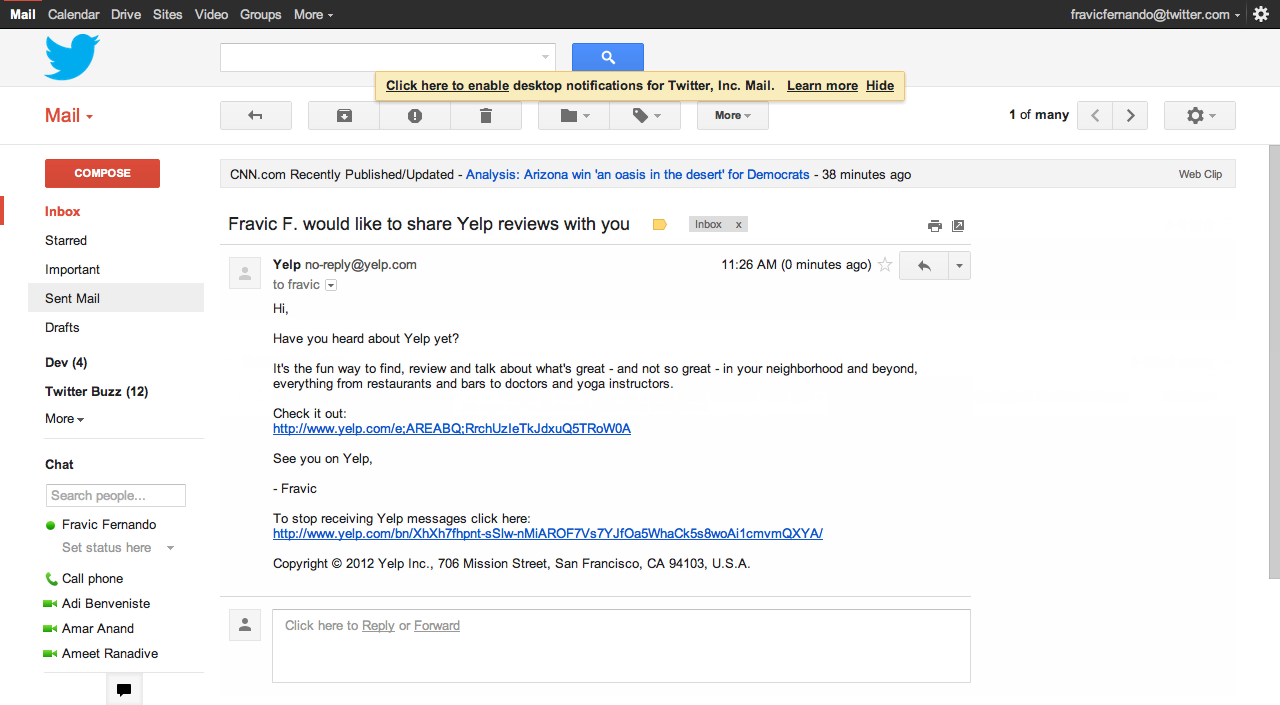 Mail Calendar Drive Sites Video Groups More fravicfernando@twitter.com
Click here to enable desktop notifications for Twitter, Inc. Mail. Learn more Hide
Mail More 1 of many
COMPOSE
CNN.com Recently Published/Updated - Analysis: Arizona win 'an oasis in the desert' for Democrats - 38 minutes ago Web Clip
Inbox
Starred
Important
Sent Mail
Drafts
Dev (4)
Twitter Buzz (12)
More
Chat
Search people...
Fravic Fernando
Set status here
Call phone
Adi Benveniste
Amar Anand
Ameet Ranadive
Fravic F. would like to share Yelp reviews with you Inbox x
Yelp no-reply@yelp.com 11:26 AM (0 minutes ago)
to fravic
Hi,
Have you heard about Yelp yet?
It's the fun way to find, review and talk about what's great - and not so great - in your neighborhood and beyond,
everything from restaurants and bars to doctors and yoga instructors.
Check it out:
http://www.yelp.com/e;AREABQ;RrchUzIeTkJdxuQ5TRoW0A
See you on Yelp,
- Fravic
To stop receiving Yelp messages click here:
http://www.yelp.com/bn/XhXh7fhpnt-sSlw-nMiAROF7Vs7YJfOa5WhaCk5s8woAi1cmvmQXYA/
Copyright © 2012 Yelp Inc., 706 Mission Street, San Francisco, CA 94103, U.S.A.
Click here to Reply or Forward